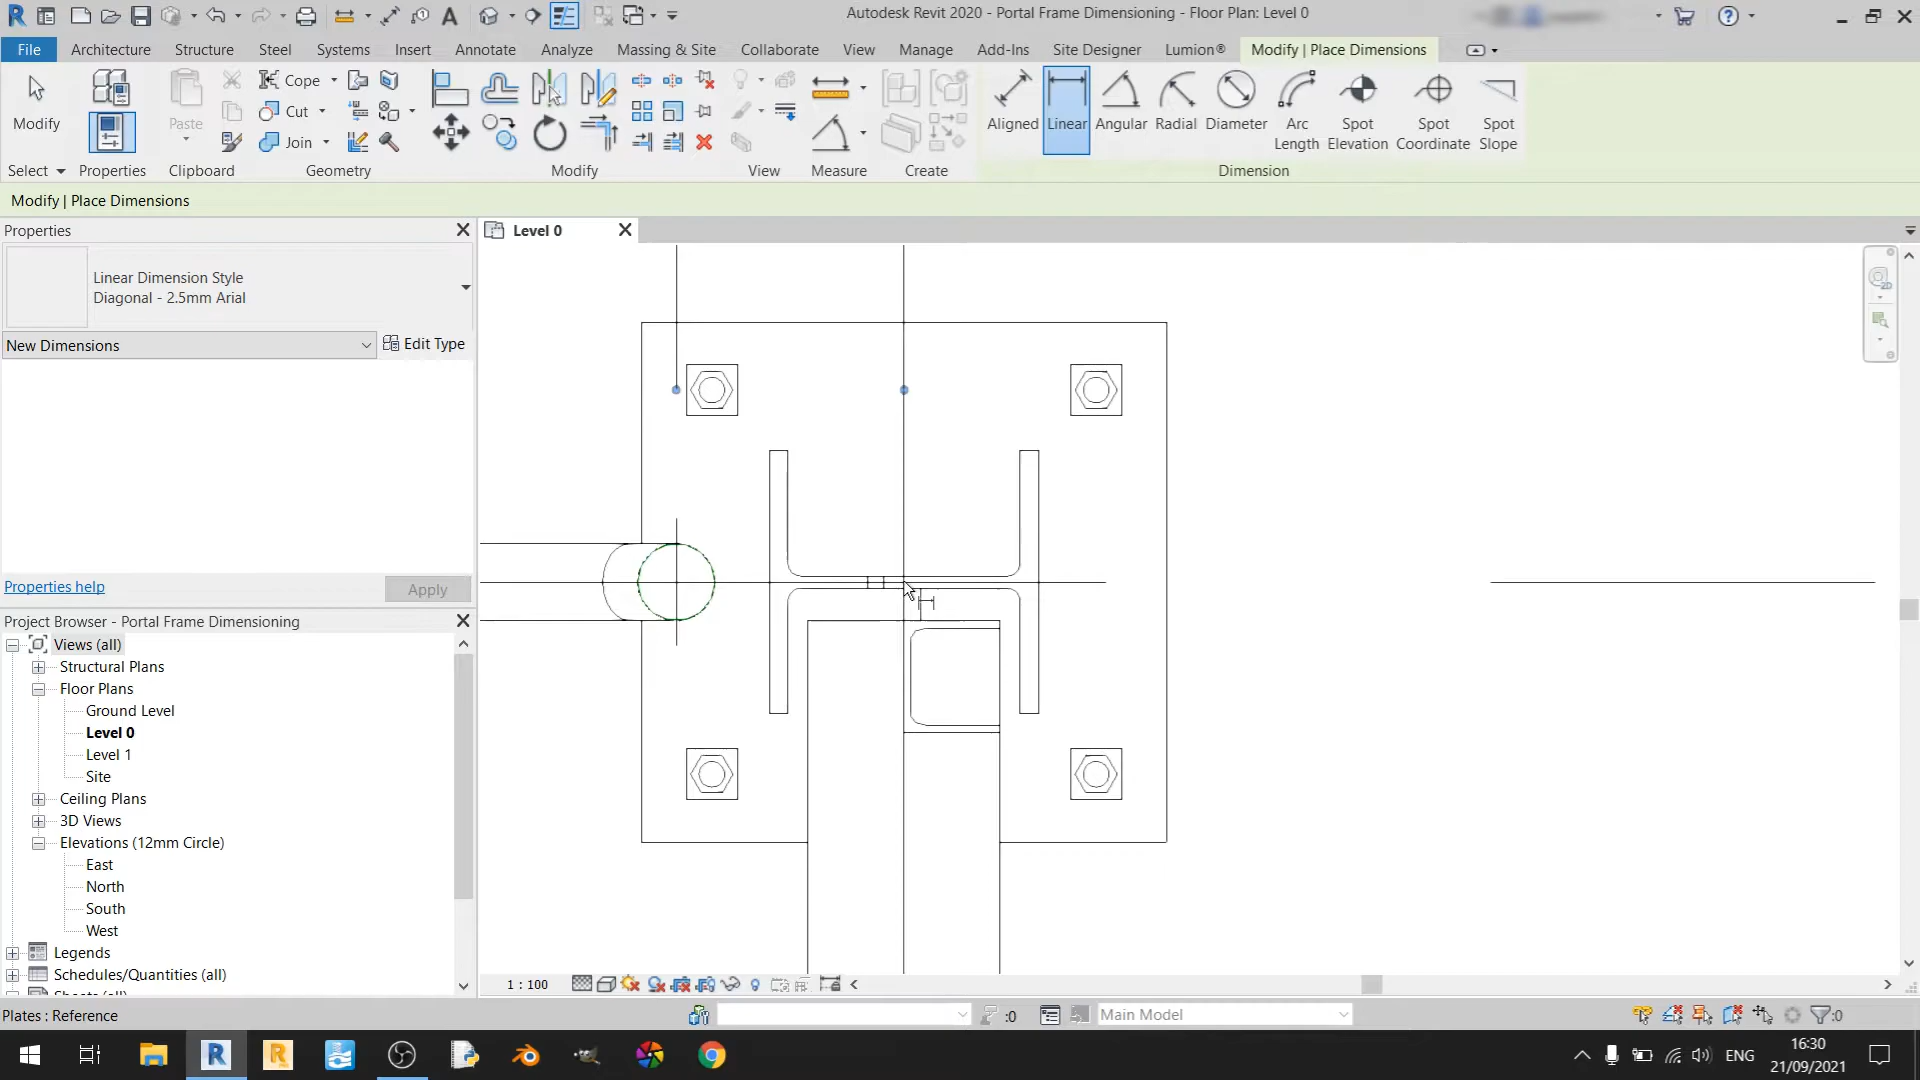 Autodesk Revit 2020 - Portal Frame Dimensioning - Floor Plan: Level 0
File Architecture Structure Steel Systems Insert Annotate Analyze Massing & Site Collaborate View Manage Add-Ins Site Designer Lumion® Modify | Place Dimensions
Modify
Paste
Cope
Cut
Join
Aligned Linear Angular Radial Diameter Arc Length Spot Elevation Spot Coordinate Spot Slope
Select Properties Clipboard Geometry Modify View Measure Create Dimension
Modify | Place Dimensions
Properties
Level 0
Linear Dimension Style
Diagonal - 2.5mm Arial
New Dimensions Edit Type
Properties help Apply
Project Browser - Portal Frame Dimensioning
Views (all)
Structural Plans
Floor Plans
Ground Level
Level 0
Level 1
Site
Ceiling Plans
3D Views
Elevations (12mm Circle)
East
North
South
West
Legends
Schedules/Quantities (all)
1 : 100
Plates : Reference
:0
Main Model
:0
2D
ENG
16:30
21/09/2021